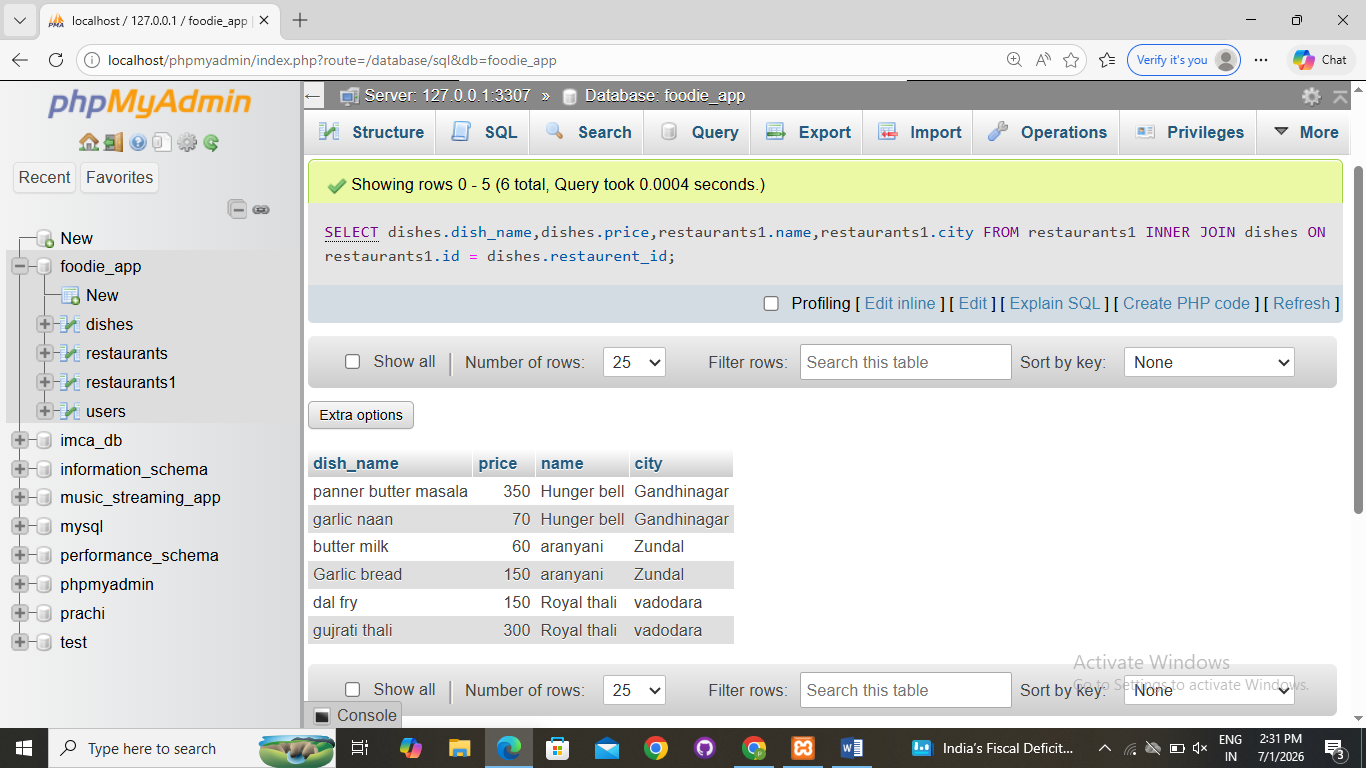 localhost / 127.0.0.1 / foodie_app
localhost/phpmyadmin/index.php?route=/database/sql&db=foodie_app
Verify it's you
Chat
phpMyAdmin
Recent
Favorites
New
foodie_app
New
dishes
restaurants
restaurants1
users
imca_db
information_schema
music_streaming_app
mysql
performance_schema
phpmyadmin
prachi
test
Server: 127.0.0.1:3307 » Database: foodie_app
Structure SQL Search Query Export Import Operations Privileges More
Showing rows 0 - 5 (6 total, Query took 0.0004 seconds.)
SELECT dishes.dish_name,dishes.price,restaurants1.name,restaurants1.city FROM restaurants1 INNER JOIN dishes ON
restaurants1.id = dishes.restaurent_id;
Profiling [ Edit inline ] [ Edit ] [ Explain SQL ] [ Create PHP code ] [ Refresh ]
Show all Number of rows: 25 Filter rows: Search this table Sort by key: None
Extra options
dish_name price name city
panner butter masala 350 Hunger bell Gandhinagar
garlic naan 70 Hunger bell Gandhinagar
butter milk 60 aranyani Zundal
Garlic bread 150 aranyani Zundal
dal fry 150 Royal thali vadodara
gujrati thali 300 Royal thali vadodara
Activate Windows
Go to Settings to activate Windows.
Show all Number of rows: 25 Filter rows: Search this table Sort by key: None
Console
Type here to search
India's Fiscal Deficit...
ENG
IN
2:31 PM
7/1/2026
3